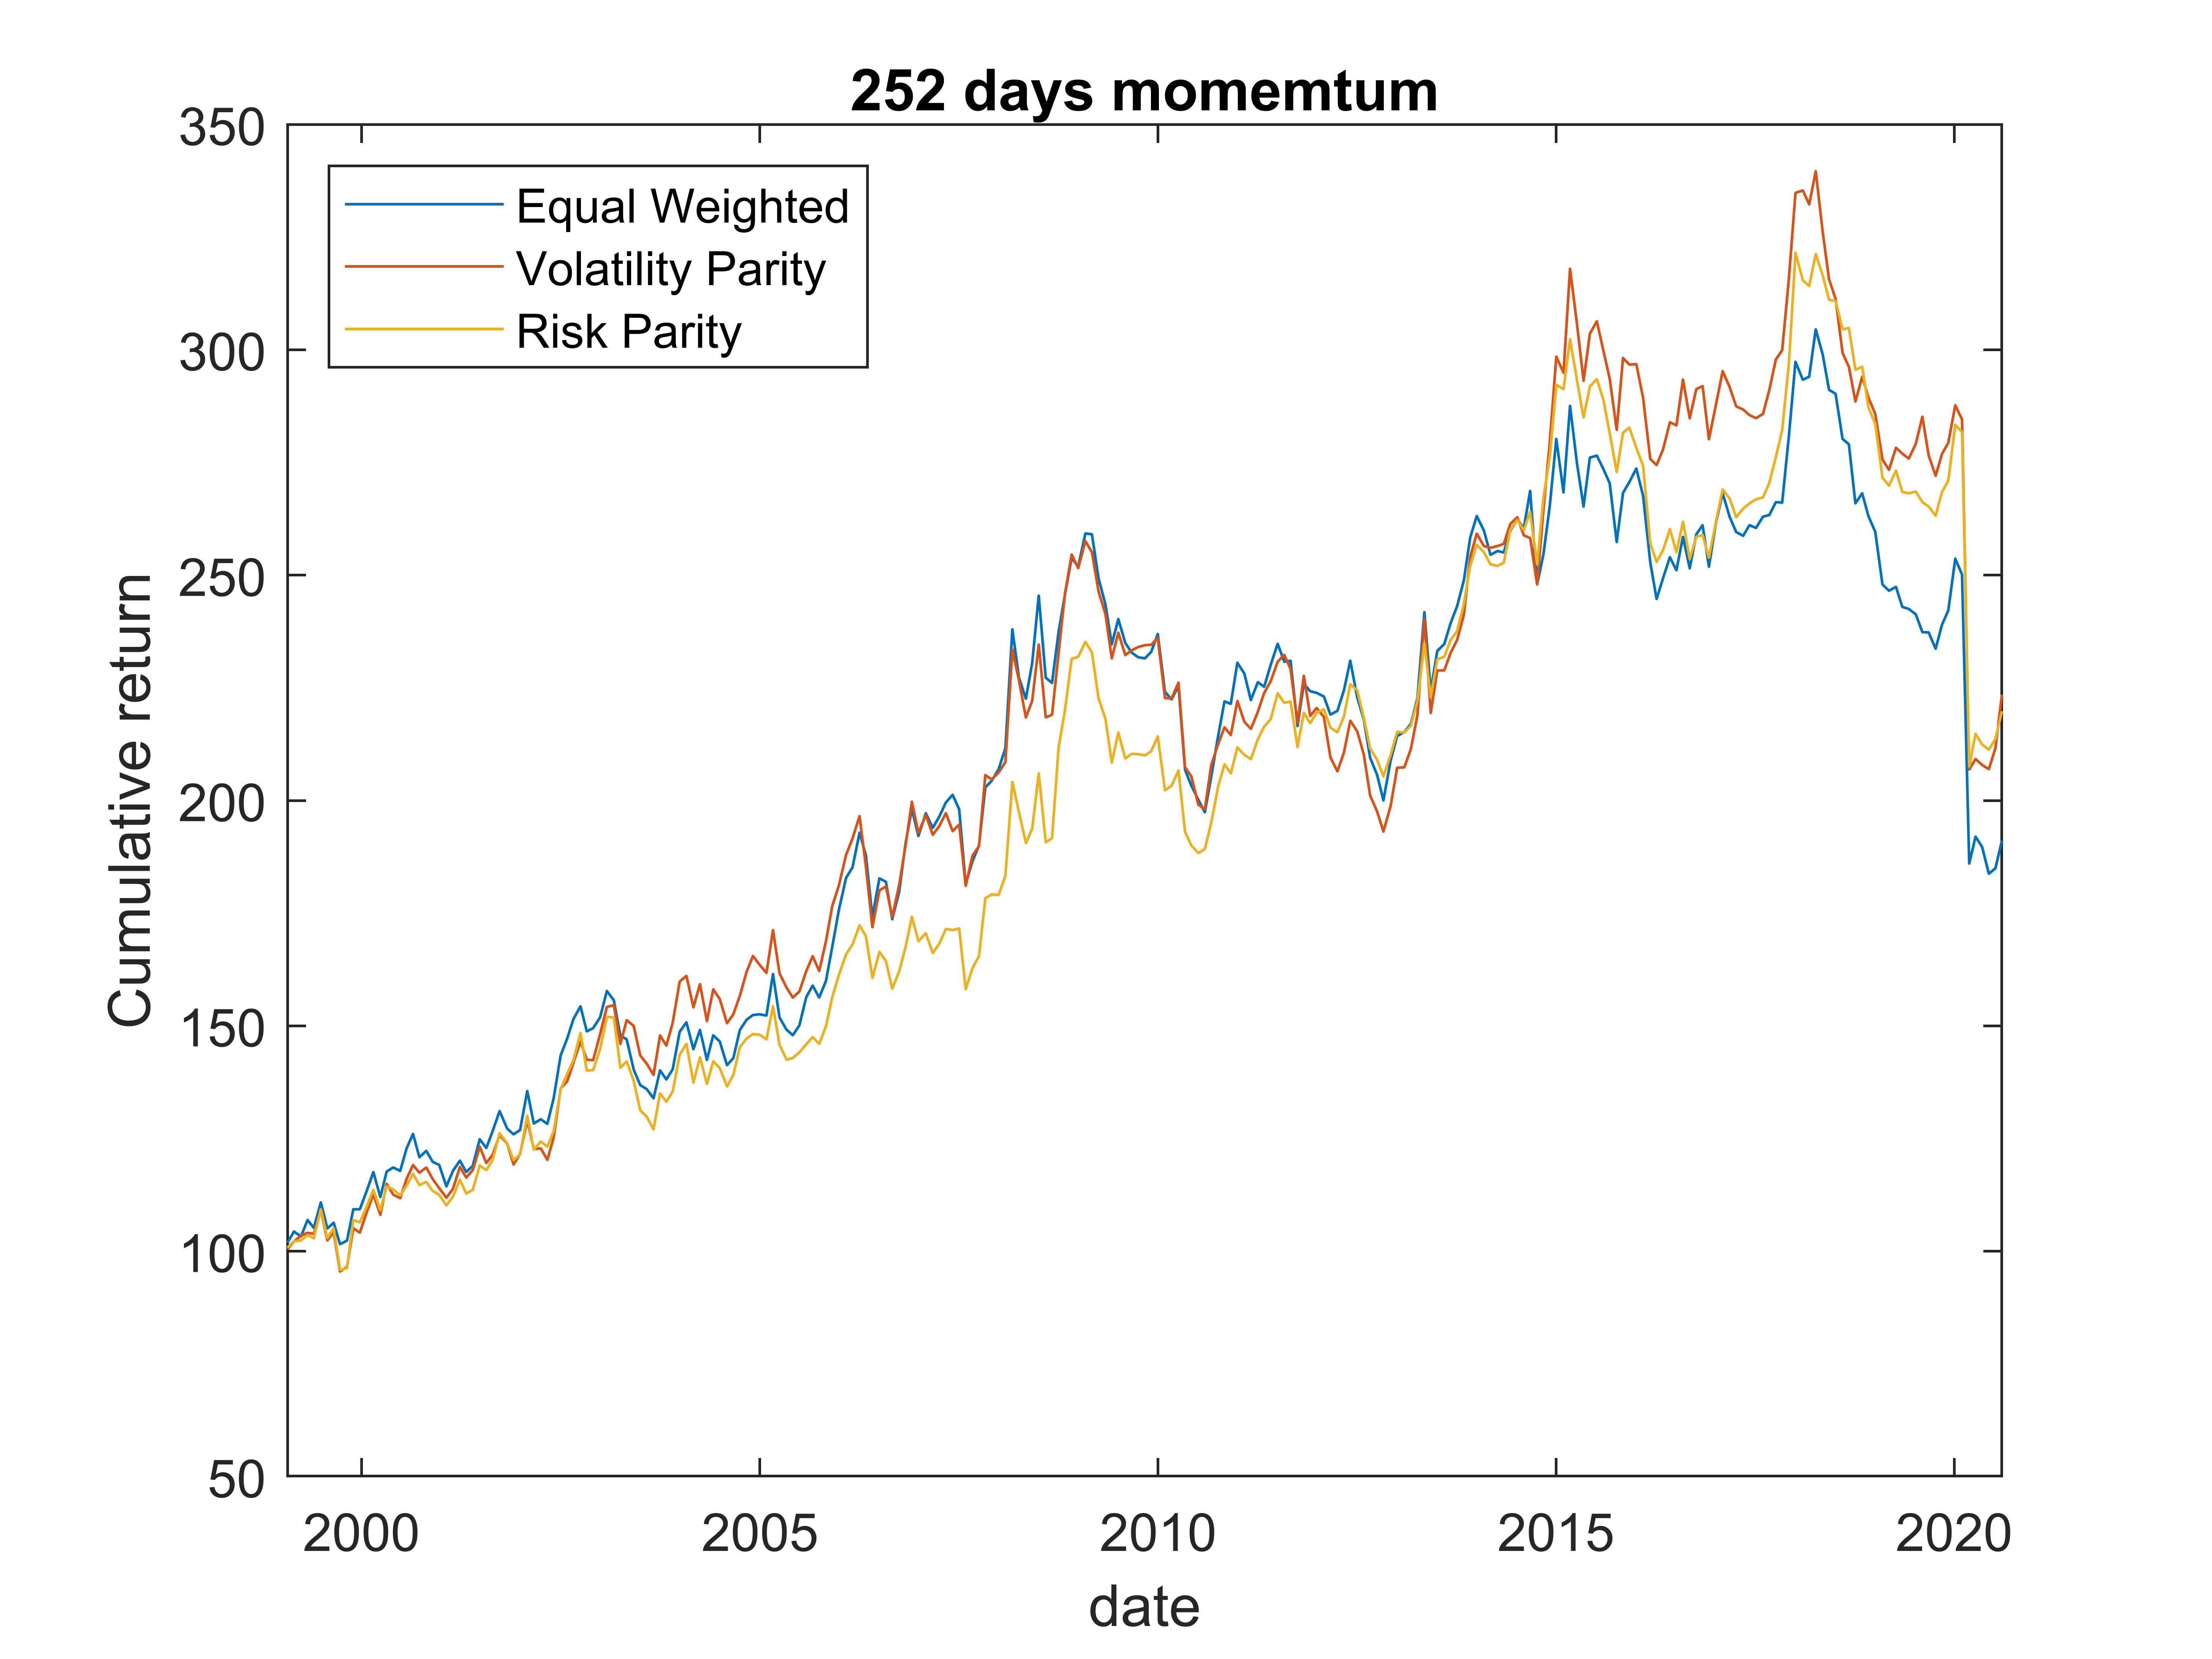 252 days momemtum
350
300
250
200
150
100
50
Cumulative return
Equal Weighted
Volatility Parity
Risk Parity
2000 2005 2010 2015 2020
date